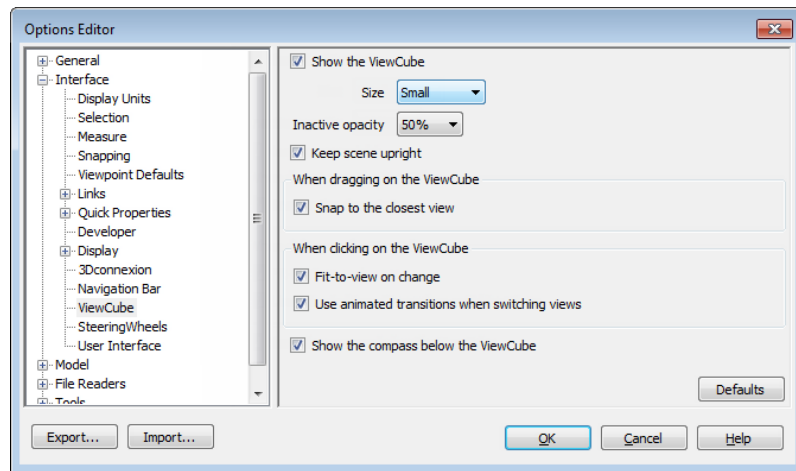 Options Editor
General
Interface
Display Units
Selection
Measure
Snapping
Viewpoint Defaults
Links
Quick Properties
Developer
Display
3Dconnexion
Navigation Bar
ViewCube
SteeringWheels
User Interface
Model
File Readers
Tools
Show the ViewCube
Size Small
Inactive opacity 50%
Keep scene upright
When dragging on the ViewCube
Snap to the closest view
When clicking on the ViewCube
Fit-to-view on change
Use animated transitions when switching views
Show the compass below the ViewCube
Defaults
Export... Import... OK Cancel Help